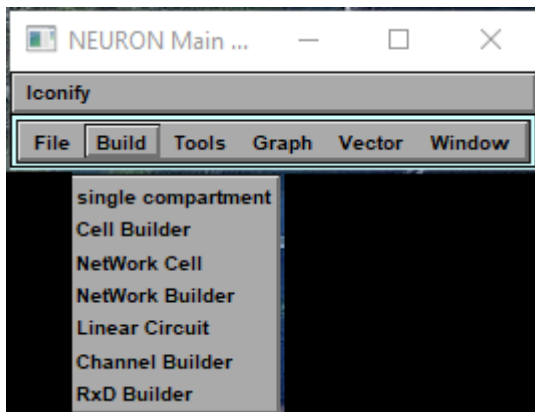 NEURON Main ...
Iconify
File Build Tools Graph Vector Window
single compartment
Cell Builder
NetWork Cell
NetWork Builder
Linear Circuit
Channel Builder
RxD Builder